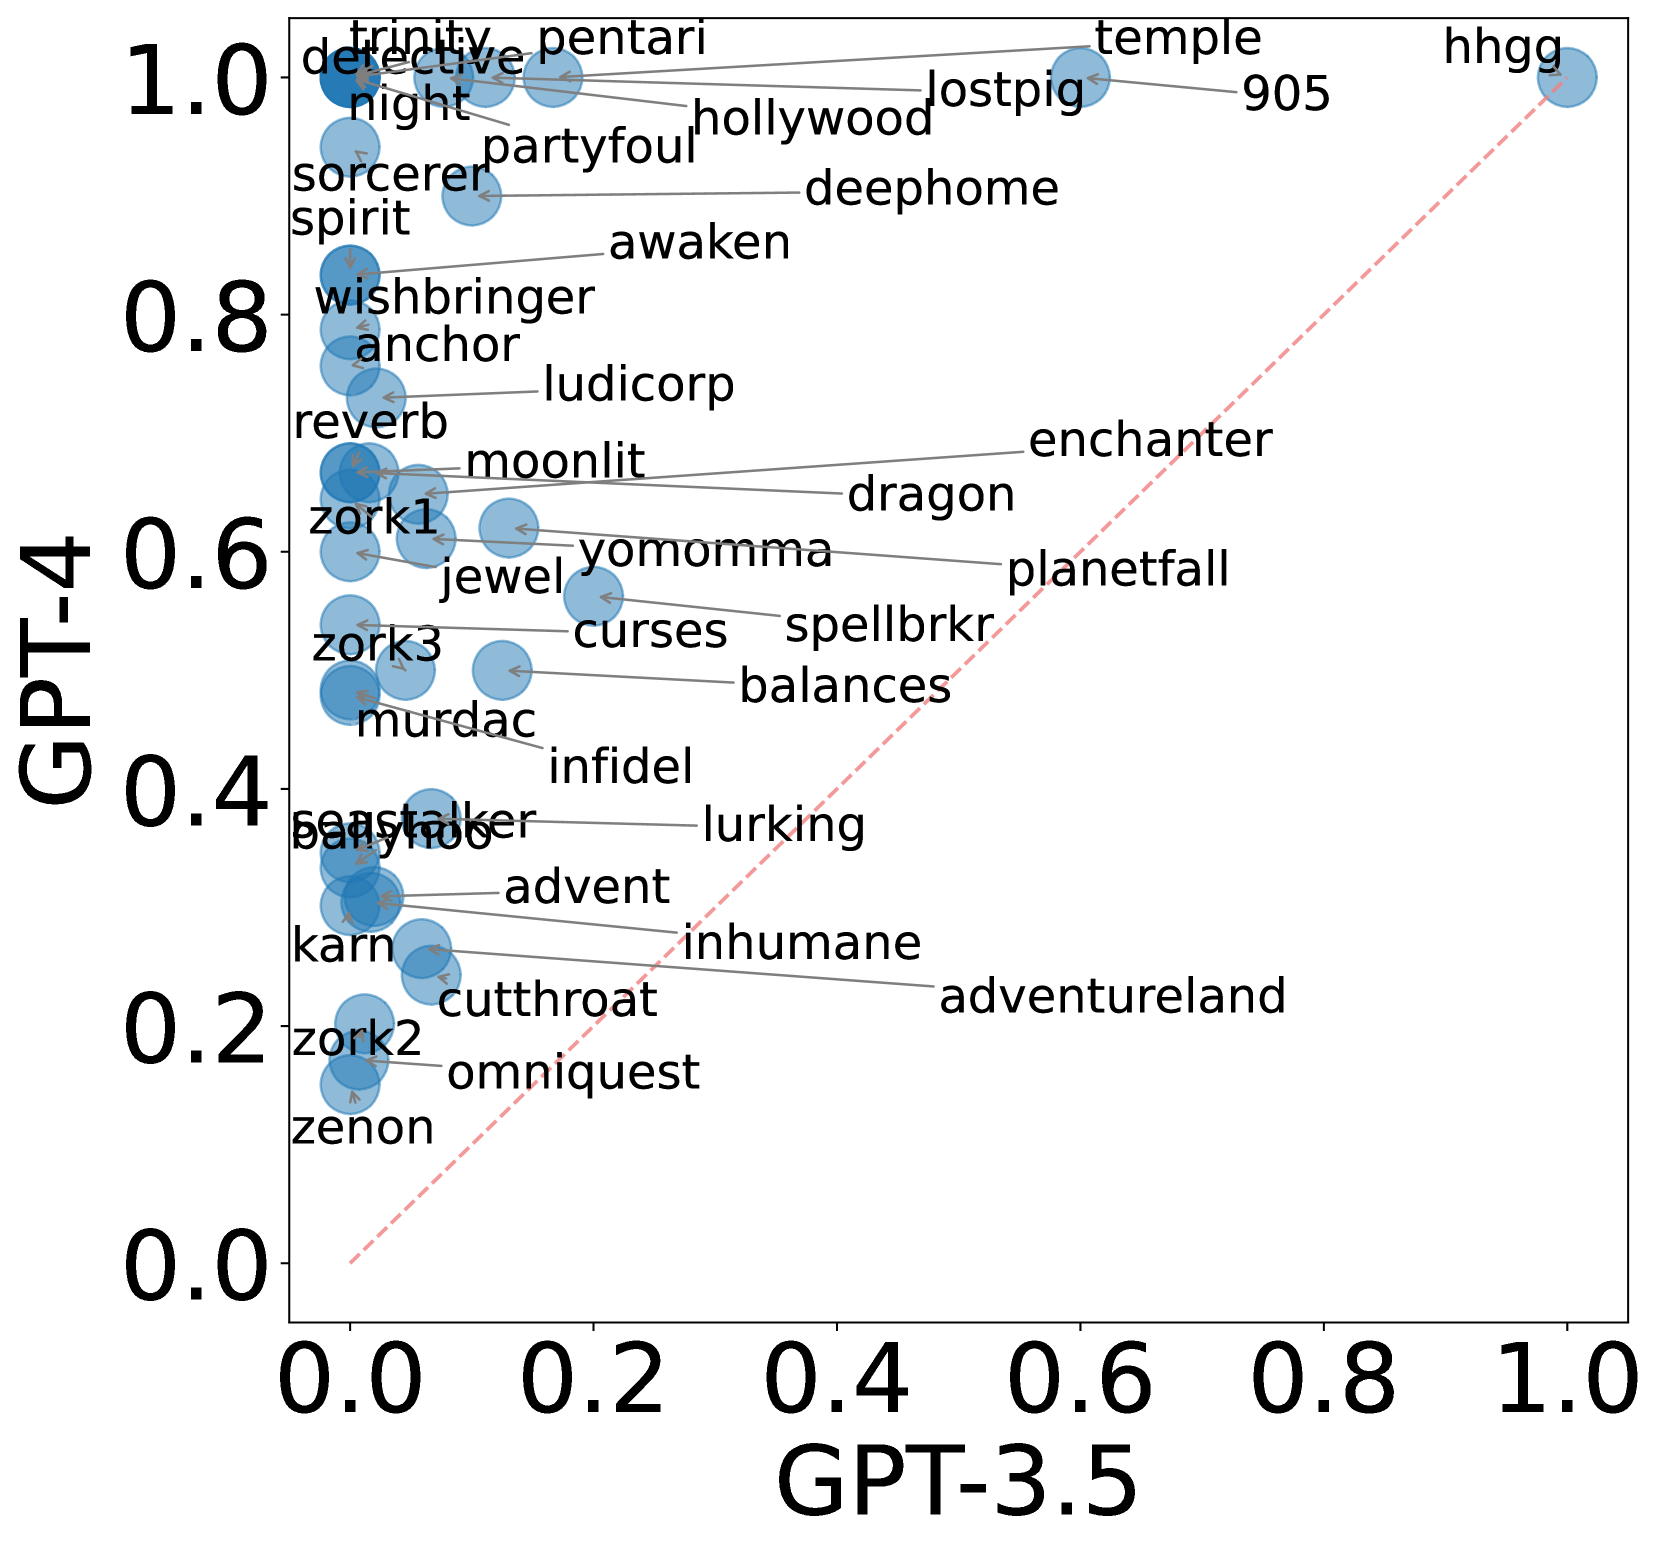 trinity
pentari
temple
hhgg
detective
1.0
lostpig
905
night
hollywood
partyfoul
sorcerer
deephome
spirit
awaken
wishbringer
0.8
anchor
ludicorp
reverb
enchanter
moonlit
dragon
zork1
0.6
yomomma
planetfall
jewel
spellbrkr
curses
zork3
balances
murdac
infidel
GPT-4
0.4
seastalker
ballyhoo
lurking
advent
karn
inhumane
cutthroat
adventureland
0.2
zork2
omniquest
zenon
0.0
0.0 0.2 0.4 0.6 0.8 1.0
GPT-3.5